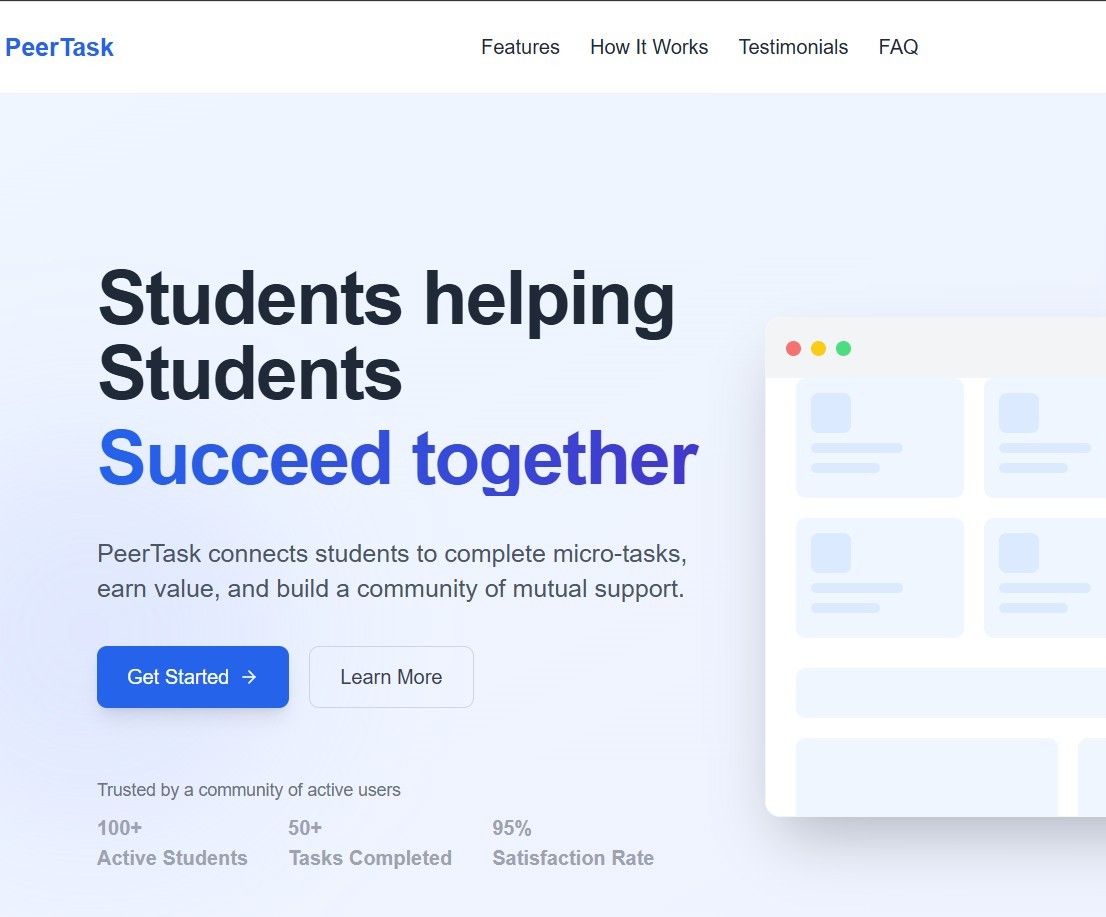 PeerTask
Features
How It Works
Testimonials
FAQ
Students helping
Students
Succeed together
PeerTask connects students to complete micro-tasks,
earn value, and build a community of mutual support.
Get Started →
Learn More
Trusted by a community of active users
100+
Active Students
50+
Tasks Completed
95%
Satisfaction Rate